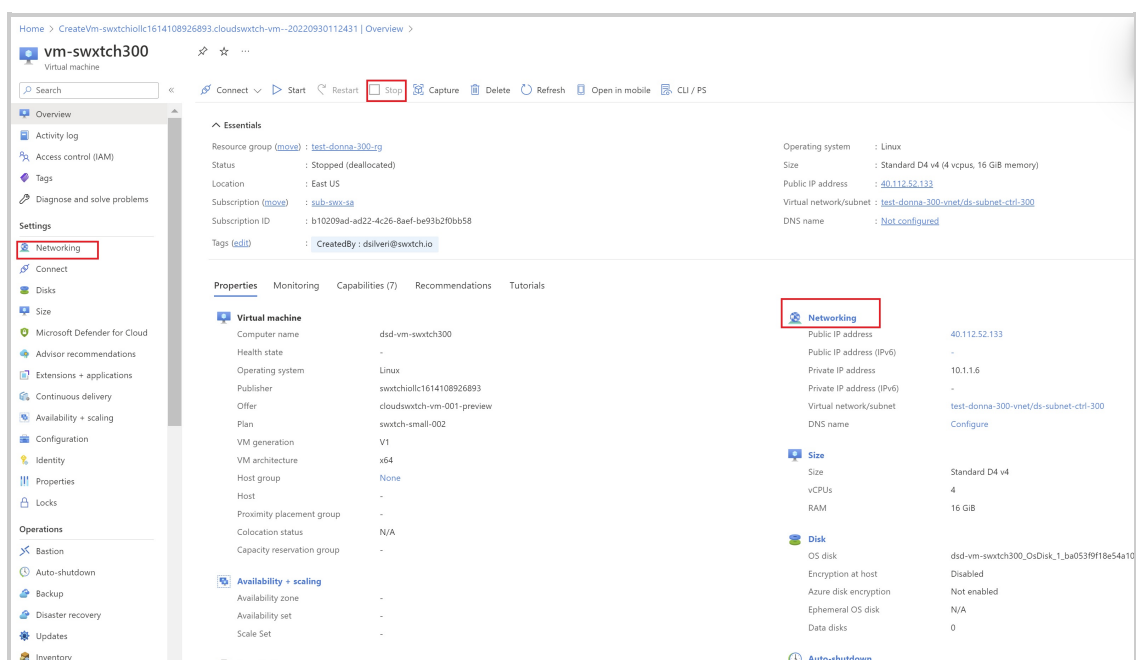 Home > CreateVm-swxtchiollc1614108926893.cloudswxtch-vm--20220930112431 | Overview >
vm-swxtch300
Virtual machine
Search
Connect Start Restart Stop Capture Delete Refresh Open in mobile CLI / PS
Overview
Activity log
Access control (IAM)
Tags
Diagnose and solve problems
Settings
Networking
Connect
Disks
Size
Microsoft Defender for Cloud
Advisor recommendations
Extensions + applications
Continuous delivery
Availability + scaling
Configuration
Identity
Properties
Locks
Operations
Bastion
Auto-shutdown
Backup
Disaster recovery
Updates
Inventory
Essentials
Resource group (move) : test-donna-300-rg
Status : Stopped (deallocated)
Location : East US
Subscription (move) : sub-swx-sa
Subscription ID : b10209ad-ad22-4c26-8aef-be93b2f0bb58
Tags (edit) : CreatedBy : dsilveri@swxtch.io
Operating system : Linux
Size : Standard D4 v4 (4 vcpus, 16 GiB memory)
Public IP address : 40.112.52.133
Virtual network/subnet : test-donna-300-vnet/ds-subnet-ctrl-300
DNS name : Not configured
Properties Monitoring Capabilities (7) Recommendations Tutorials
Virtual machine
Computer name dsd-vm-swxtch300
Health state -
Operating system Linux
Publisher swxtchiollc1614108926893
Offer cloudswxtch-vm-001-preview
Plan swxtch-small-002
VM generation V1
VM architecture x64
Host group None
Host -
Proximity placement group -
Colocation status N/A
Capacity reservation group -
Availability + scaling
Availability zone -
Availability set -
Scale Set -
Networking
Public IP address 40.112.52.133
Public IP address (IPv6) -
Private IP address 10.1.1.6
Private IP address (IPv6) -
Virtual network/subnet test-donna-300-vnet/ds-subnet-ctrl-300
DNS name Configure
Size
Size Standard D4 v4
vCPUs 4
RAM 16 GiB
Disk
OS disk dsd-vm-swxtch300_OsDisk_1_ba053f9f18e54a10
Encryption at host Disabled
Azure disk encryption Not enabled
Ephemeral OS disk N/A
Data disks 0
Auto-shutdown